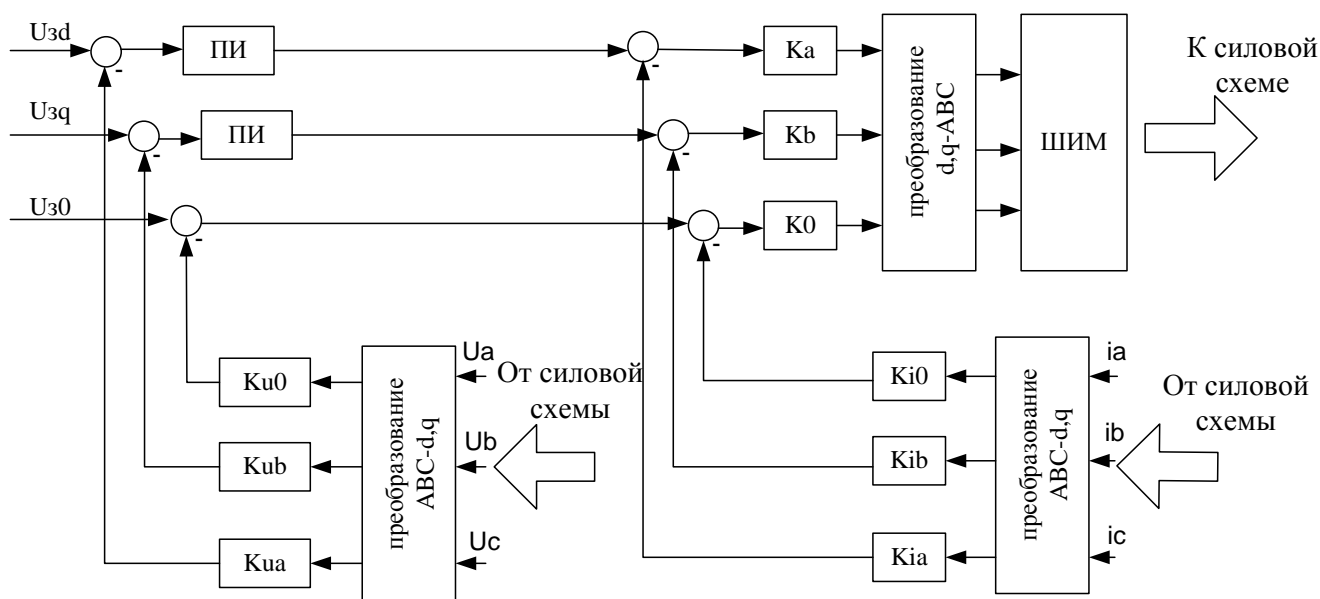 Uзd
-
ПИ
-
Ka
преобразование
d,q-ABC
ШИМ
К силовой
схеме
Uзq
-
ПИ
-
Kb
Uз0
-
-
K0
Ku0
Kub
Kua
преобразование
ABC-d,q
Ua
Ub
Uc
От силовой
схемы
Ki0
Kib
Kia
преобразование
ABC-d,q
ia
ib
ic
От силовой
схемы